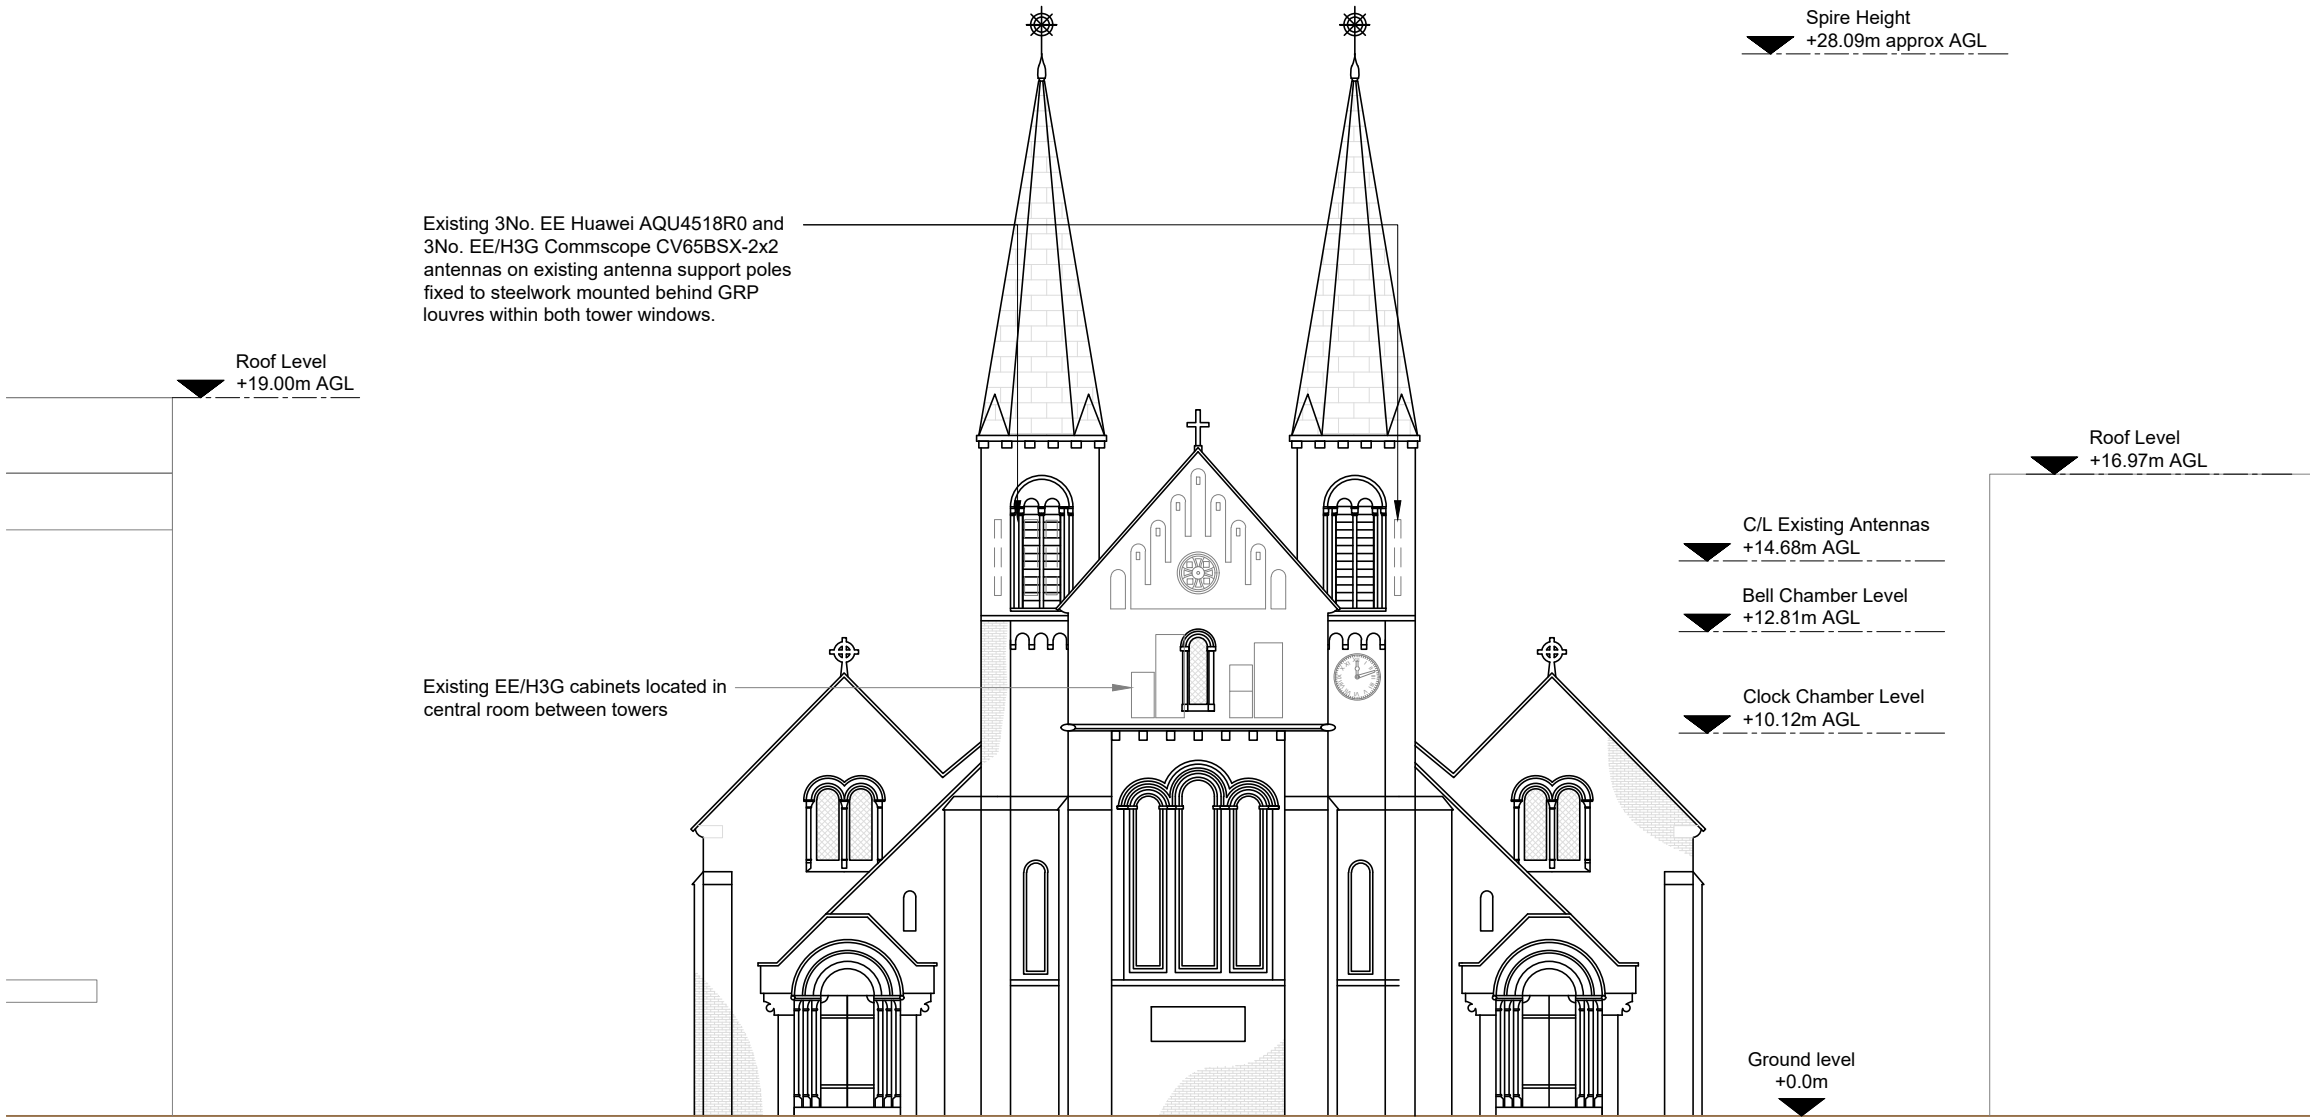 Spire Height
+28.09m approx AGL
Existing 3No. EE Huawei AQU4518R0 and
3No. EE/H3G Commscope CV65BSX-2x2
antennas on existing antenna support poles
fixed to steelwork mounted behind GRP
louvres within both tower windows.
Roof Level
+19.00m AGL
Roof Level
+16.97m AGL
C/L Existing Antennas
+14.68m AGL
Bell Chamber Level
+12.81m AGL
Existing EE/H3G cabinets located in
central room between towers
Clock Chamber Level
+10.12m AGL
Ground level
+0.0m